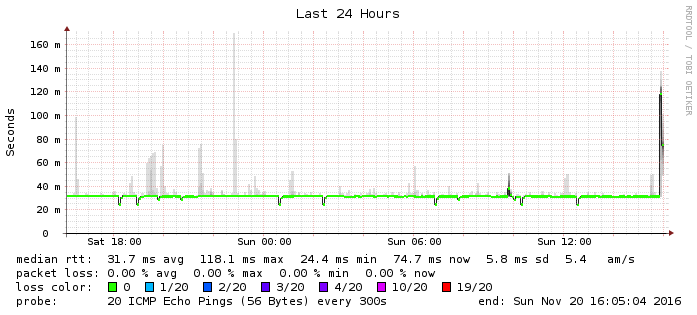 Last 24 Hours
RRDTOOL / TOBI OETIKER
Seconds
160 m
140 m
120 m
100 m
80 m
60 m
40 m
20 m
0
Sat 18:00 Sun 00:00 Sun 06:00 Sun 12:00
median rtt: 31.7 ms avg 118.1 ms max 24.4 ms min 74.7 ms now 5.8 ms sd 5.4 am/s
packet loss: 0.00 % avg 0.00 % max 0.00 % min 0.00 % now
loss color: 0 1/20 2/20 3/20 4/20 10/20 19/20
probe: 20 ICMP Echo Pings (56 Bytes) every 300s end: Sun Nov 20 16:05:04 2016